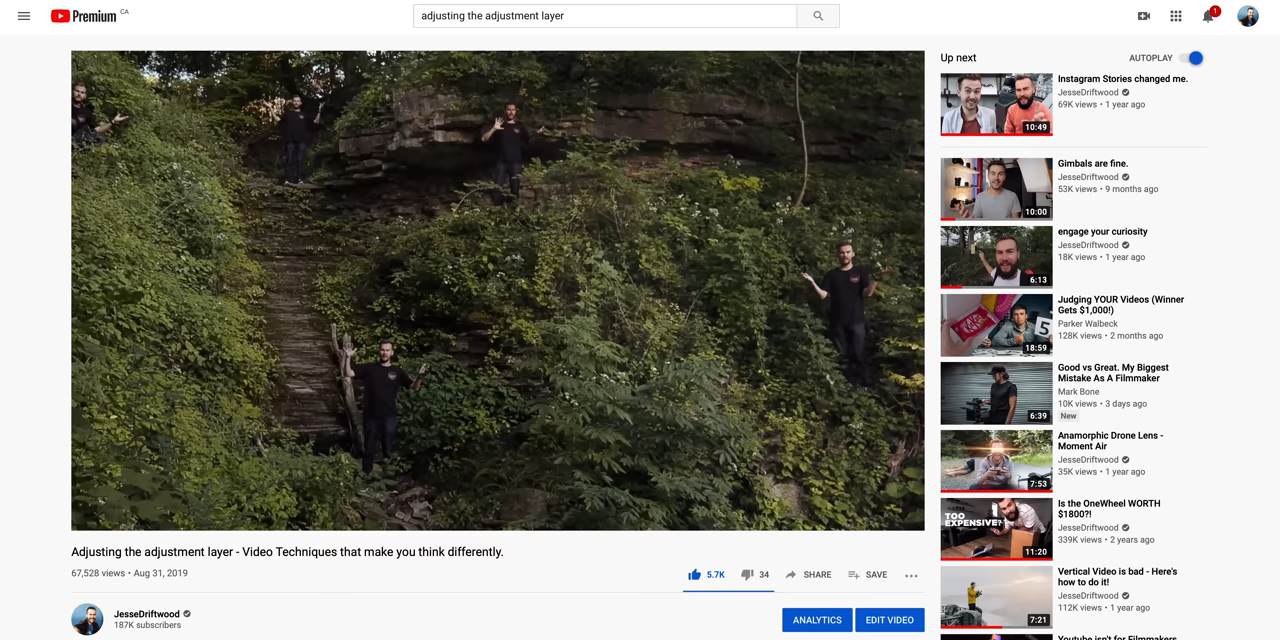 Premium CA
adjusting the adjustment layer
1
Up next
AUTOPLAY
Instagram Stories changed me.
JesseDriftwood
69K views • 1 year ago
10:49
Gimbals are fine.
JesseDriftwood
53K views • 9 months ago
10:00
engage your curiosity
JesseDriftwood
18K views • 1 year ago
6:13
Judging YOUR Videos (Winner
Gets $1,000!)
Parker Walbeck
128K views • 2 months ago
5
18:59
Good vs Great. My Biggest
Mistake As A Filmmaker
Mark Bone
10K views • 3 days ago
New
6:39
Anamorphic Drone Lens -
Moment Air
JesseDriftwood
35K views • 1 year ago
7:53
Is the OneWheel WORTH
$1800?!
JesseDriftwood
339K views • 2 years ago
TOO
EXPENSIVE?
11:20
Vertical Video is bad - Here's
how to do it!
JesseDriftwood
112K views • 1 year ago
7:21
Youtube isn't for Filmmakers
Adjusting the adjustment layer - Video Techniques that make you think differently.
67,528 views • Aug 31, 2019
5.7K
34
SHARE
SAVE
JesseDriftwood
187K subscribers
ANALYTICS
EDIT VIDEO